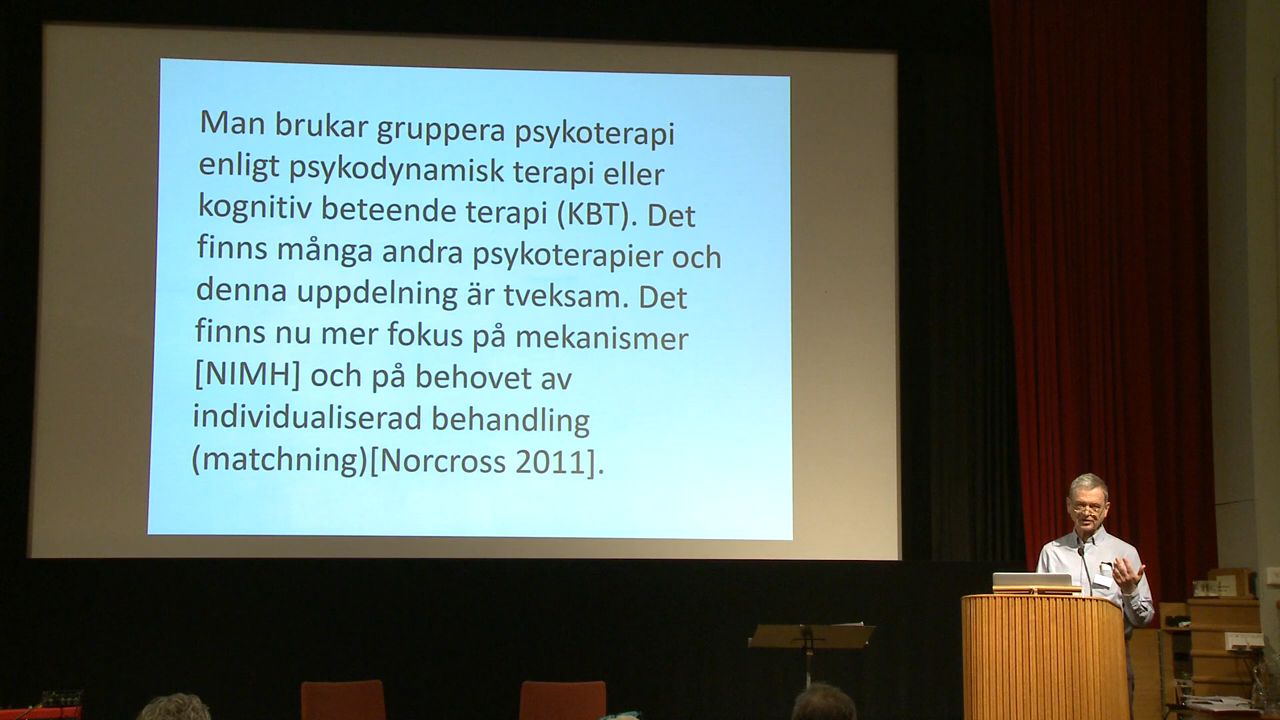 Man brukar gruppera psykoterapi
enligt psykodynamisk terapi eller
kognitiv beteende terapi (KBT). Det
finns många andra psykoterapier och
denna uppdelning är tveksam. Det
finns nu mer fokus på mekanismer
[NIMH] och på behovet av
individualiserad behandling
(matchning)[Norcross 2011].